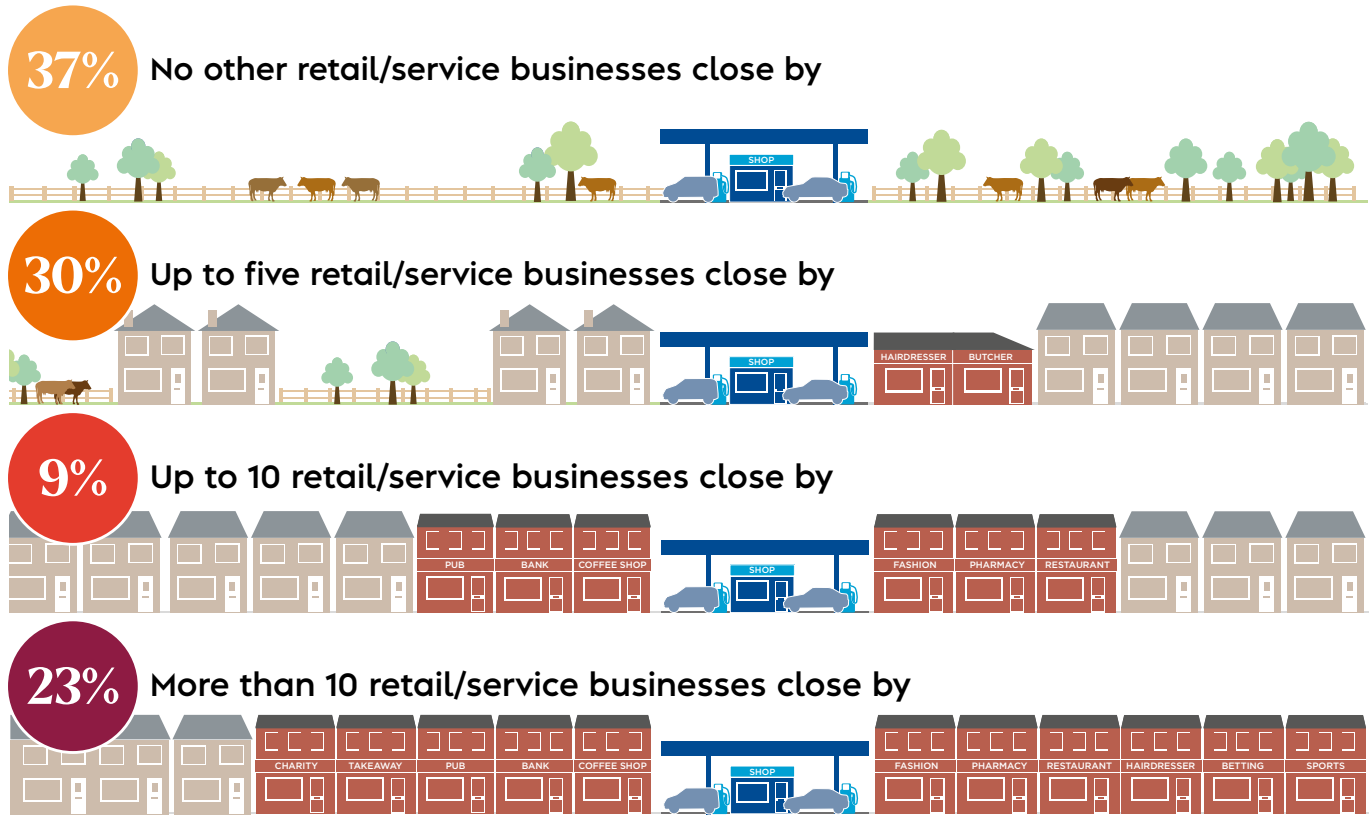 37%
No other retail/service businesses close by
SHOP
30%
Up to five retail/service businesses close by
SHOP
HAIRDRESSER
BUTCHER
9%
Up to 10 retail/service businesses close by
PUB
BANK
COFFEE SHOP
SHOP
FASHION
PHARMACY
RESTAURANT
23%
More than 10 retail/service businesses close by
CHARITY
TAKEAWAY
PUB
BANK
COFFEE SHOP
SHOP
FASHION
PHARMACY
RESTAURANT
HAIRDRESSER
BETTING
SPORTS